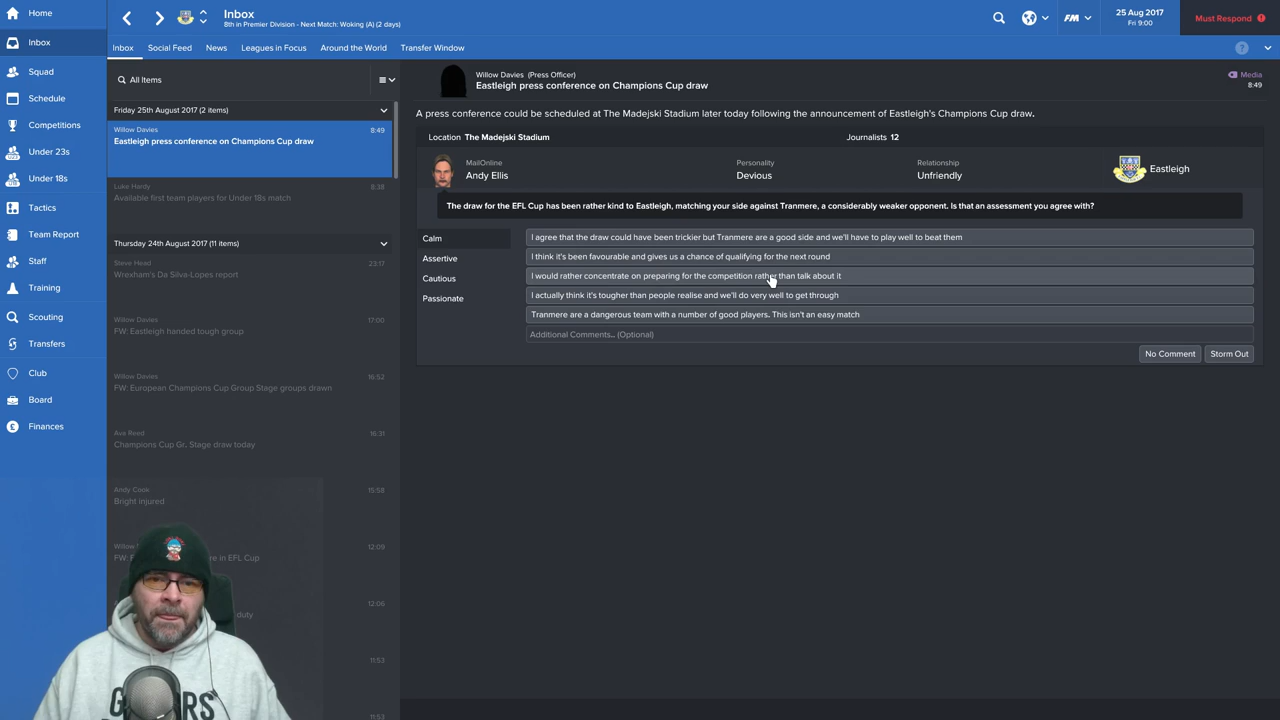 Home
Inbox
Squad
Schedule
Competitions
Under 23s
Under 18s
Tactics
Team Report
Staff
Training
Scouting
Transfers
Club
Board
Finances
Inbox
8th in Premier Division - Next Match: Woking (A) (2 days)
FM
25 Aug 2017
Fri 9:00
Must Respond
Inbox
Social Feed
News
Leagues in Focus
Around the World
Transfer Window
All Items
Friday 25th August 2017 (2 items)
Willow Davies 8:49
Eastleigh press conference on Champions Cup draw
Luke Hardy 8:38
Available first team players for Under 18s match
Thursday 24th August 2017 (11 items)
Steve Head 23:17
Wrexham's Da Silva-Lopes report
Willow Davies 17:00
FW: Eastleigh handed tough group
Willow Davies 16:52
FW: European Champions Cup Group Stage groups drawn
Ava Reed 16:31
Champions Cup Gr. Stage draw today
Andy Cook 15:58
Bright injured
12:09
re in EFL Cup
12:06
duty
11:53
11:53
Willow Davies (Press Officer)
Eastleigh press conference on Champions Cup draw
Media
8:49
A press conference could be scheduled at The Madejski Stadium later today following the announcement of Eastleigh's Champions Cup draw.
Location The Madejski Stadium
Journalists 12
MailOnline
Andy Ellis
Personality
Devious
Relationship
Unfriendly
Eastleigh
The draw for the EFL Cup has been rather kind to Eastleigh, matching your side against Tranmere, a considerably weaker opponent. Is that an assessment you agree with?
Calm
Assertive
Cautious
Passionate
I agree that the draw could have been trickier but Tranmere are a good side and we'll have to play well to beat them
I think it's been favourable and gives us a chance of qualifying for the next round
I would rather concentrate on preparing for the competition rather than talk about it
I actually think it's tougher than people realise and we'll do very well to get through
Tranmere are a dangerous team with a number of good players. This isn't an easy match
Additional Comments... (Optional)
No Comment
Storm Out